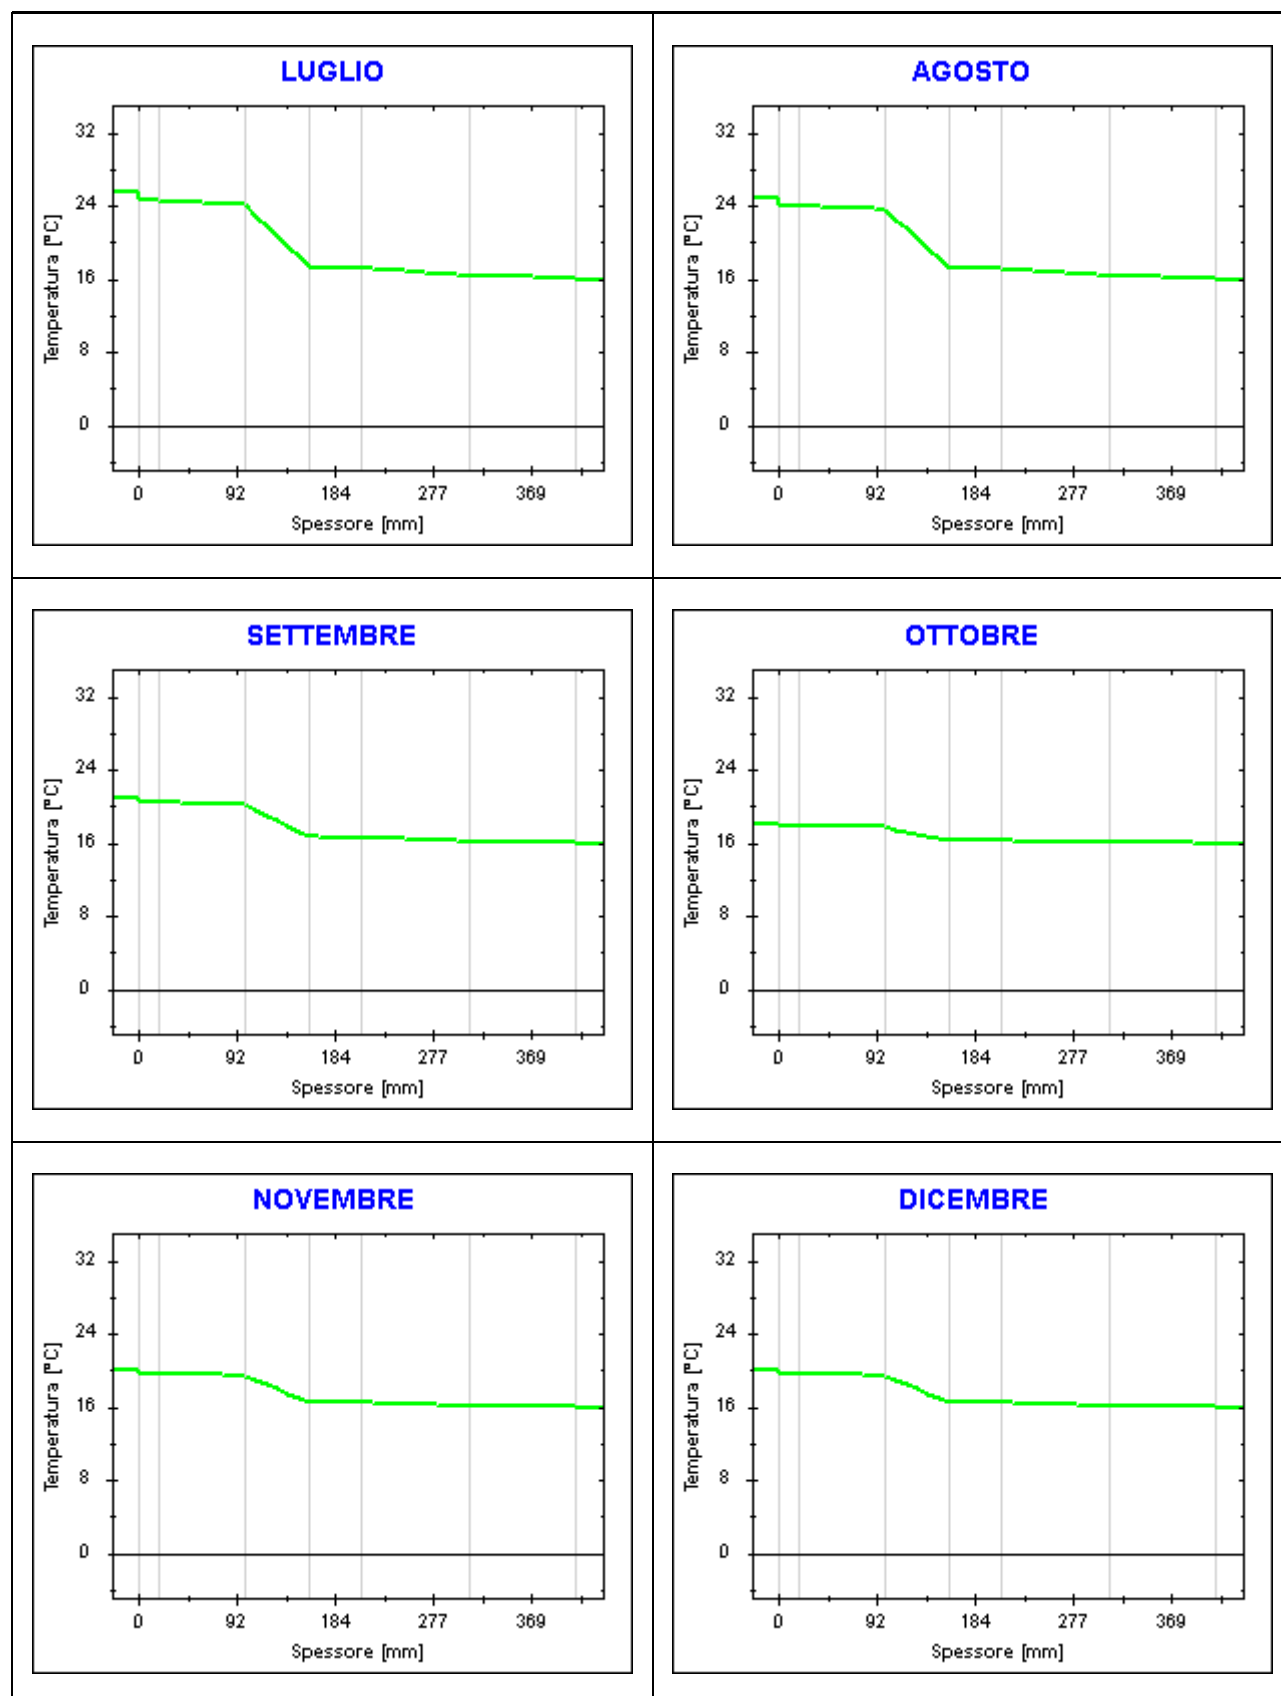 LUGLIO
Temperatura [°C]
32
24
16
8
0
0 92 184 277 369
Spessore [mm]
AGOSTO
Temperatura [°C]
32
24
16
8
0
0 92 184 277 369
Spessore [mm]
SETTEMBRE
Temperatura [°C]
32
24
16
8
0
0 92 184 277 369
Spessore [mm]
OTTOBRE
Temperatura [°C]
32
24
16
8
0
0 92 184 277 369
Spessore [mm]
NOVEMBRE
Temperatura [°C]
32
24
16
8
0
0 92 184 277 369
Spessore [mm]
DICEMBRE
Temperatura [°C]
32
24
16
8
0
0 92 184 277 369
Spessore [mm]